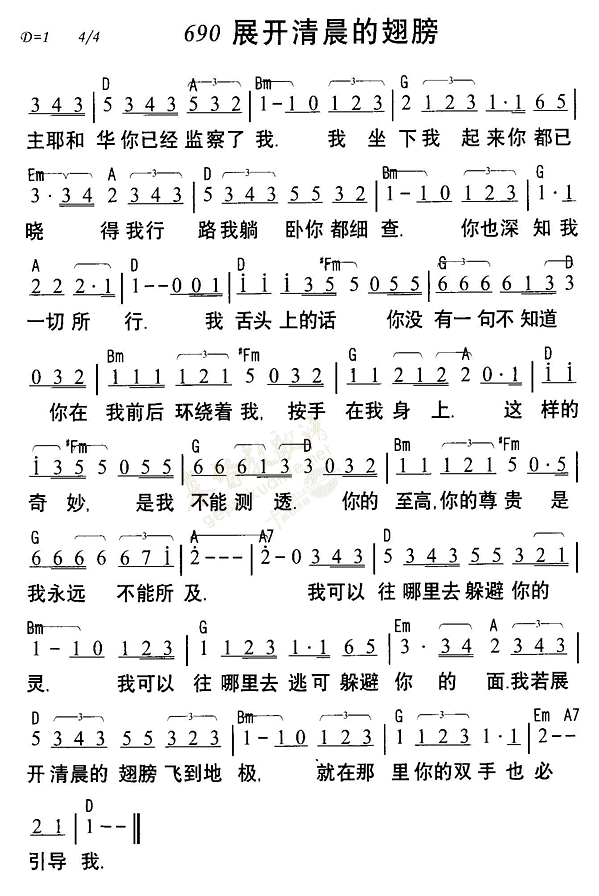 D=1 4/4 690 展开清晨的翅膀
D A Bm G
3 4 3 | 5 3 4 3 5 3 2 | 1 - 1 0 1 2 3 | 2 1 2 3 1 · 1 6 5 |
主耶和 华你已经 监察了 我. 我 坐 下我 起来你 都已
Em A D Bm G
3 · 3 4 2 3 4 3 | 5 3 4 3 5 5 3 2 | 1 - 1 0 1 2 3 | 1 · 1
晓 得我行 路我躺 卧你都细 查. 你也深 知我
A D D #Fm G D
2 2 2 · 1 | 1 - - 0 0 1 | i i i 3 5 5 0 5 5 | 6 6 6 6 1 3 3
一切所 行. 我 舌头上的话 你没 有一句不知道
Bm #Fm G A D
0 3 2 | 1 1 1 1 2 1 5 0 3 2 | 1 1 2 1 2 2 0 · 1 | i i
你在 我前后 环绕着我, 按手 在我 身 上. 这 样的
#Fm G D Bm #Fm
i 3 5 5 0 5 5 | 6 6 6 1 3 3 0 5 5 | 1 1 1 1 2 1 5 0 · 5 |
奇妙, 是我 不能 测 透. 你的 至高,你的尊贵 是
G A A7 D
6 6 6 6 6 7 i | 2 - - - | 2 - 0 3 4 3 | 5 3 4 3 5 5 3 2 1 |
我永远 不能所 及. 我可以 往 哪里去 躲避你的
Bm G Em A
1 - 1 0 1 2 3 | 2 1 2 3 1 · 1 6 5 | 3 · 3 4 2 3 4 3 |
灵. 我可以 往 哪里去 逃可 躲避 你 的 面.我若展
D Bm G Em A7
5 3 4 3 5 3 2 | 1 - 1 0 1 2 3 | 2 1 2 3 1 · 1 | 2 - -
开清晨的 翅膀飞到地 极, 就在那 里你的双 手也 必
D
2 1 | 1 - - ||
引导 我.